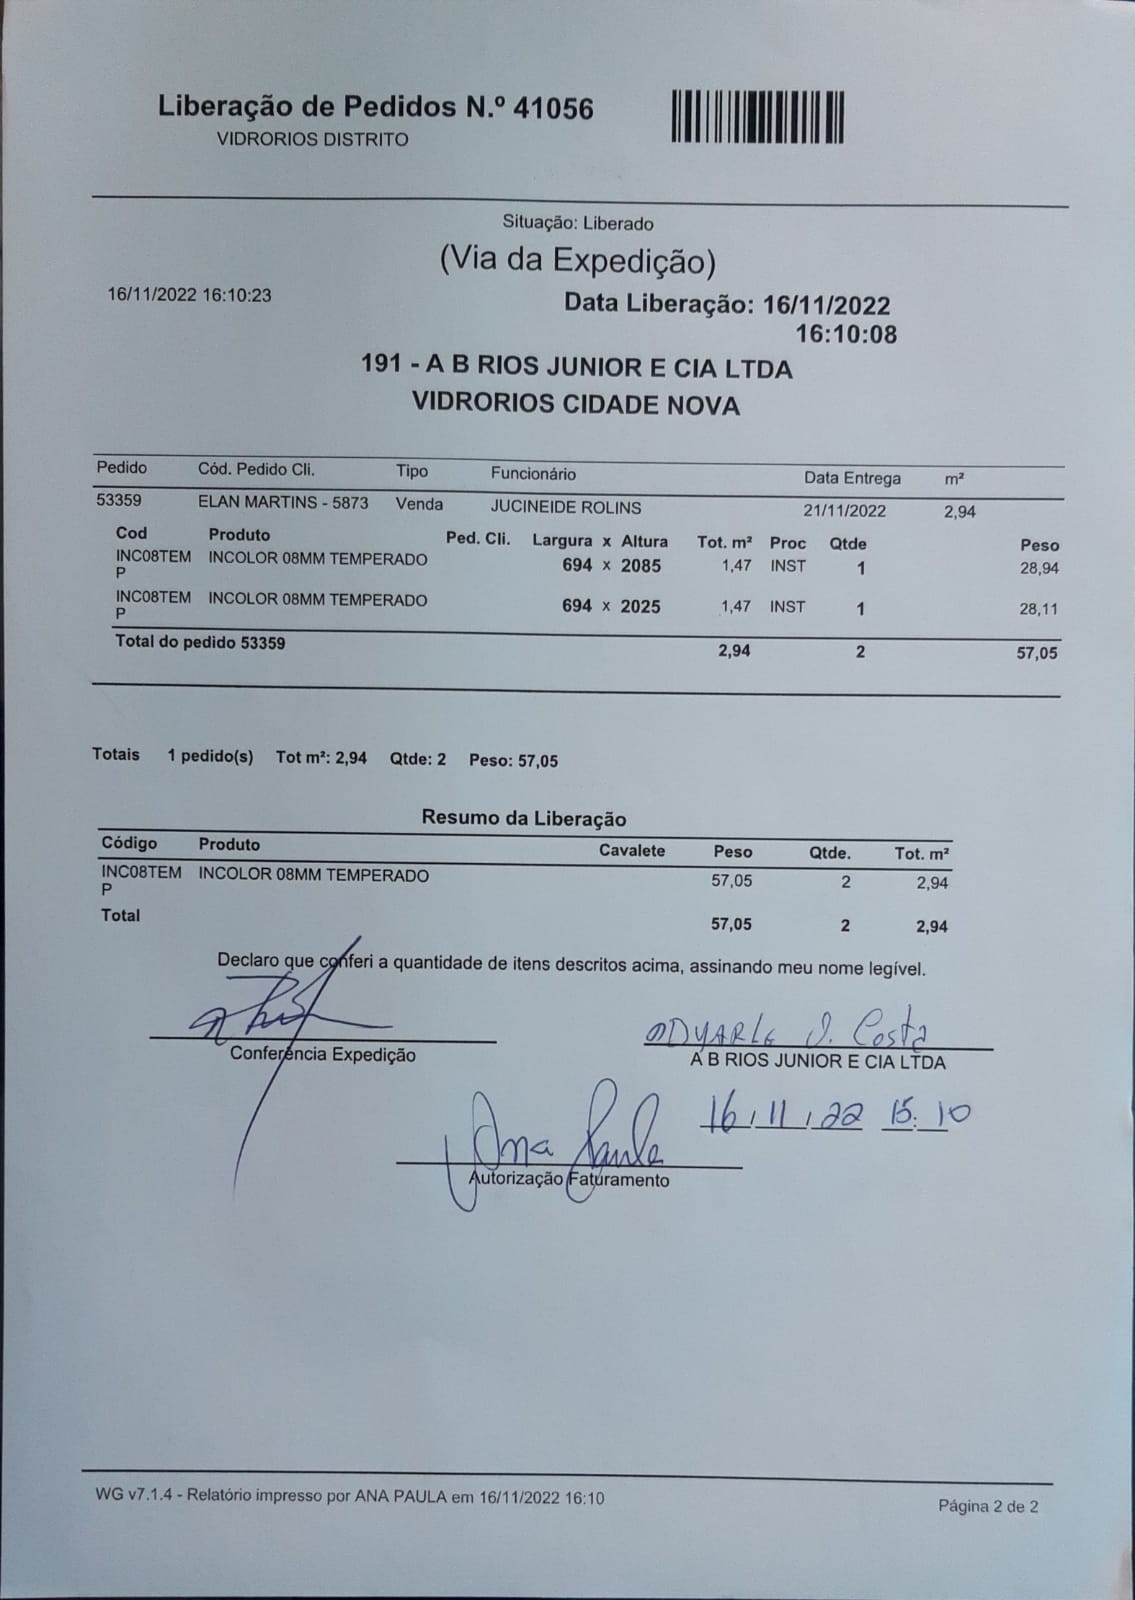 Liberação de Pedidos N.º 41056
VIDRORIOS DISTRITO
Situação: Liberado
(Via da Expedição)
16/11/2022 16:10:23
Data Liberação: 16/11/2022
16:10:08
191 - A B RIOS JUNIOR E CIA LTDA
VIDRORIOS CIDADE NOVA
Pedido Cód. Pedido Cli. Tipo Funcionário Data Entrega m²
53359 ELAN MARTINS - 5873 Venda JUCINEIDE ROLINS 21/11/2022 2,94
Cod Produto Ped. Cli. Largura x Altura Tot. m² Proc Qtde Peso
INC08TEM INCOLOR 08MM TEMPERADO 694 x 2085 1,47 INST 1 28,94
P
INC08TEM INCOLOR 08MM TEMPERADO 694 x 2025 1,47 INST 1 28,11
P
Total do pedido 53359 2,94 2 57,05
Totais 1 pedido(s) Tot m²: 2,94 Qtde: 2 Peso: 57,05
Resumo da Liberação
Código Produto Cavalete Peso Qtde. Tot. m²
INC08TEM INCOLOR 08MM TEMPERADO 57,05 2 2,94
P
Total 57,05 2 2,94
Declaro que conferi a quantidade de itens descritos acima, assinando meu nome legível.
J. Costa
Conferência Expedição A B RIOS JUNIOR E CIA LTDA
16/11/22 15:10
Ana Paula
Autorização Faturamento
WG v7.1.4 - Relatório impresso por ANA PAULA em 16/11/2022 16:10
Página 2 de 2